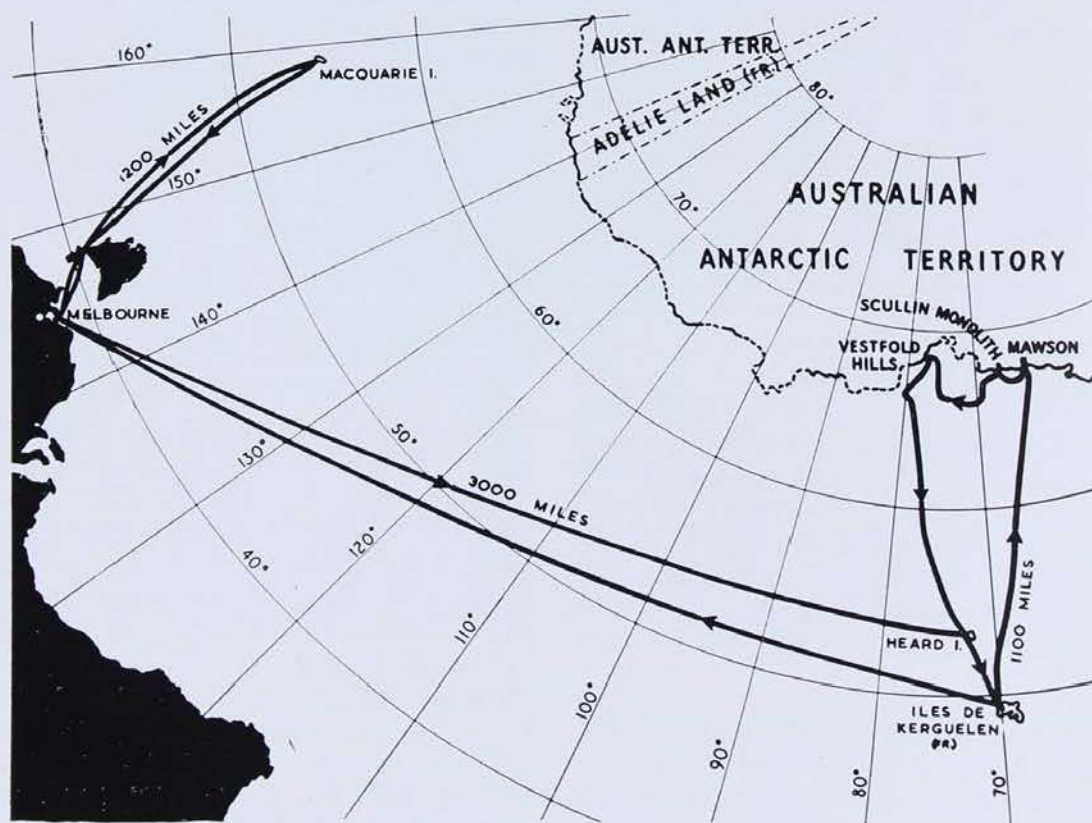 160°
MACQUARIE I.
1200 MILES
150°
MELBOURNE
140°
AUST. ANT. TERR.
ADELIE LAND (FR)
80°
70°
AUSTRALIAN
ANTARCTIC TERRITORY
60°
SCULLIN MONOLITH
VESTFOLD
HILLS
MAWSON
130°
50°
3000 MILES
120°
40°
110°
100°
HEARD I.
1100 MILES
ILES DE
KERGUELEN
(FR.)
90°
80°
70°